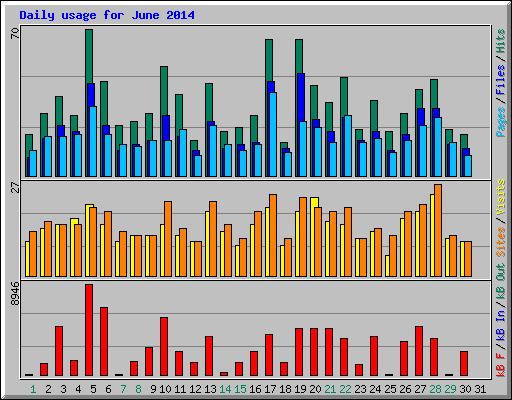 Daily usage for June 2014
70
27
8946
Pages / Files / Hits
Sites / Visits
kB F / kB In / kB Out
1 2 3 4 5 6 7 8 9 10 11 12 13 14 15 16 17 18 19 20 21 22 23 24 25 26 27 28 29 30 31